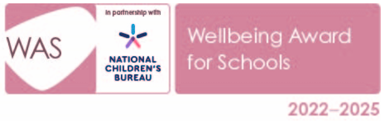 WAS
in partnership with
NATIONAL
CHILDREN'S
BUREAU
Wellbeing Award
for Schools
2022–2025